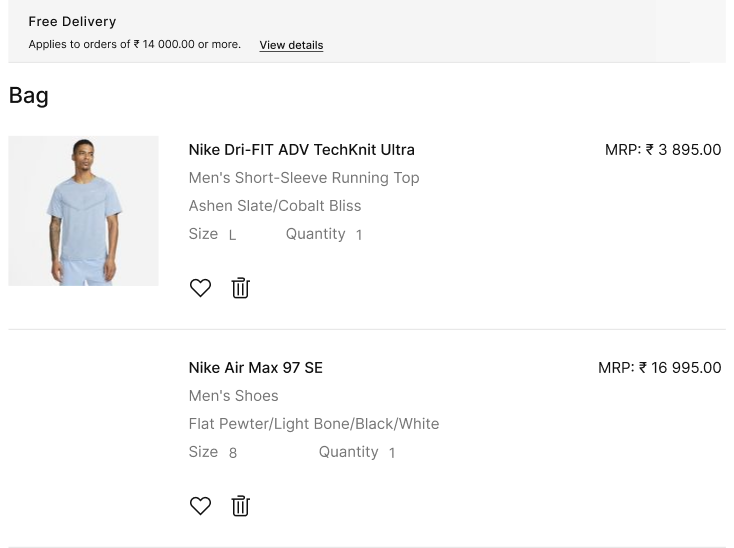 Free Delivery
Applies to orders of ₹ 14 000.00 or more. View details
Bag
Nike Dri-FIT ADV TechKnit Ultra MRP: ₹ 3 895.00
Men's Short-Sleeve Running Top
Ashen Slate/Cobalt Bliss
Size L Quantity 1
Nike Air Max 97 SE MRP: ₹ 16 995.00
Men's Shoes
Flat Pewter/Light Bone/Black/White
Size 8 Quantity 1